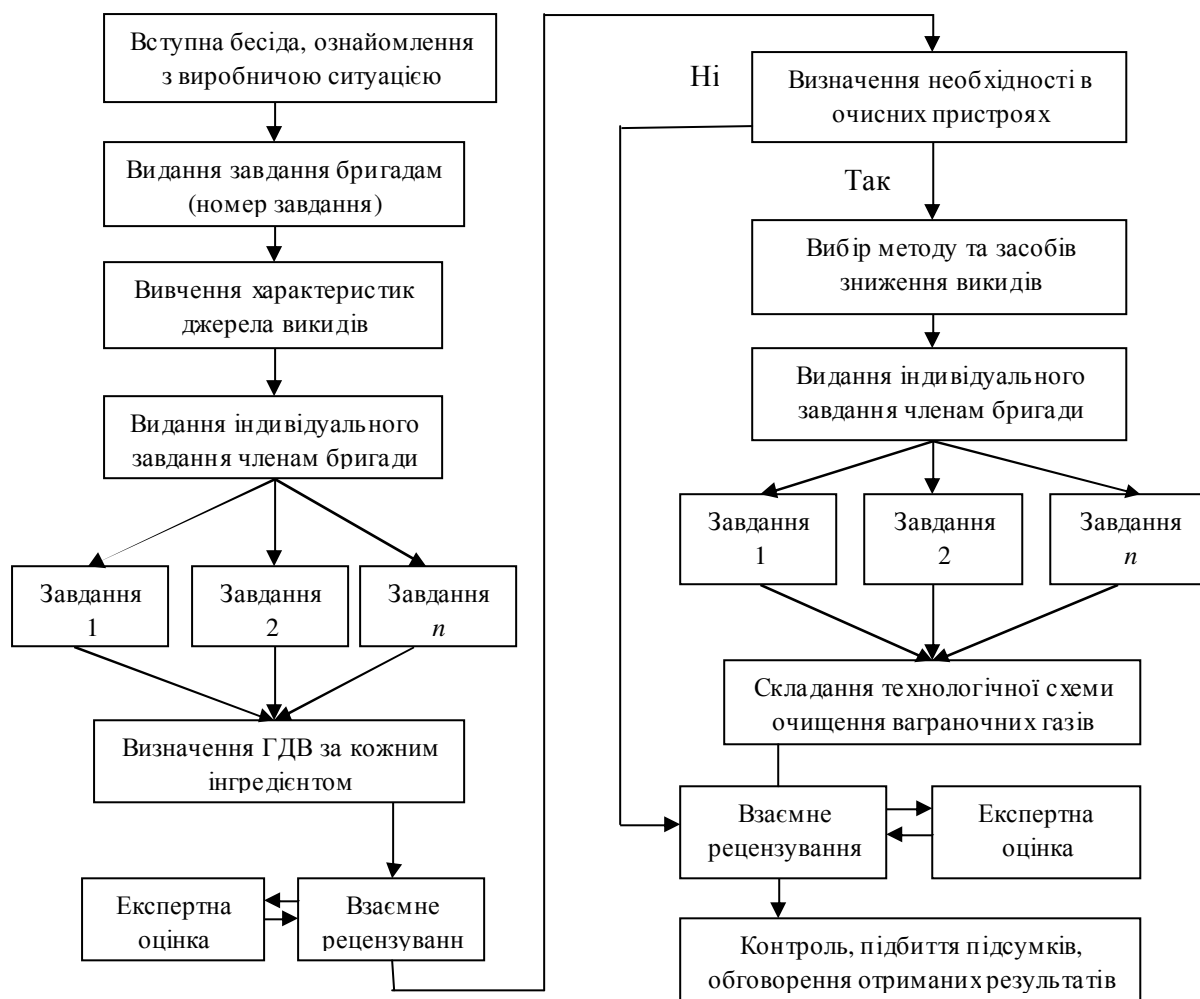 Вступна бесіда, ознайомлення
з виробничою ситуацією
Видання завдання бригадам
(номер завдання)
Вивчення характеристик
джерела викидів
Видання індивідуального
завдання членам бригади
Завдання
1
Завдання
2
Завдання
n
Визначення ГДВ за кожним
інгредієнтом
Експертна
оцінка
Взаємне
рецензуванн
Ні
Визначення необхідності в
очисних пристроях
Так
Вибір методу та засобів
зниження викидів
Видання індивідуального
завдання членам бригади
Завдання
1
Завдання
2
Завдання
n
Складання технологічної схеми
очищення ваграночних газів
Взаємне
рецензування
Експертна
оцінка
Контроль, підбиття підсумків,
обговорення отриманих результатів